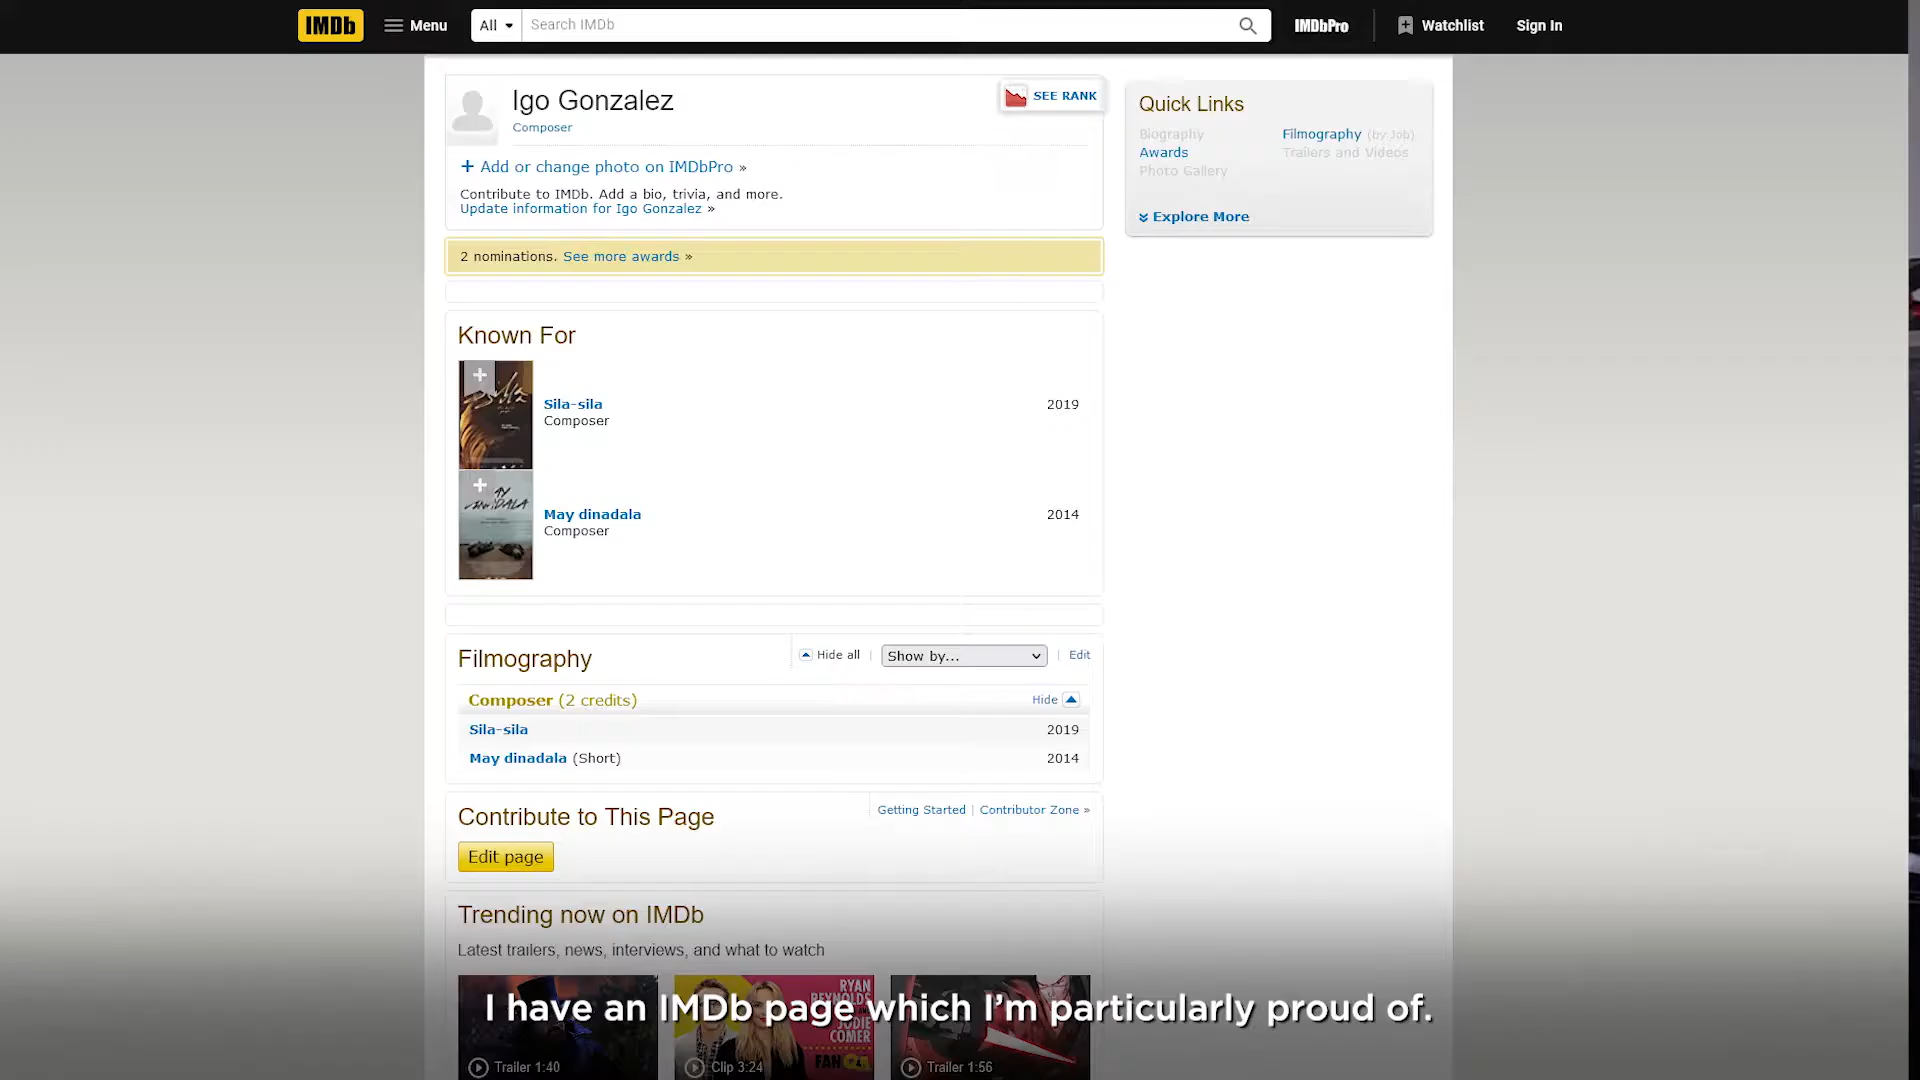 IMDb Menu All Search IMDb IMDbPro Watchlist Sign In
Igo Gonzalez
SEE RANK
Composer
+ Add or change photo on IMDbPro »
Contribute to IMDb. Add a bio, trivia, and more.
Update information for Igo Gonzalez »
Quick Links
Biography
Awards
Photo Gallery
Filmography (by Job)
Trailers and Videos
Explore More
2 nominations. See more awards »
Known For
Sila-sila 2019
Composer
May dinadala 2014
Composer
Filmography
Hide all | Show by... | Edit
Composer (2 credits) Hide
Sila-sila 2019
May dinadala (Short) 2014
Contribute to This Page
Getting Started | Contributor Zone »
Edit page
Trending now on IMDb
Latest trailers, news, interviews, and what to watch
RYAN
REYNOLDS
JODIE
COMER
FAN Q&A
I have an IMDb page which I'm particularly proud of.
Trailer 1:40
Clip 3:24
Trailer 1:56